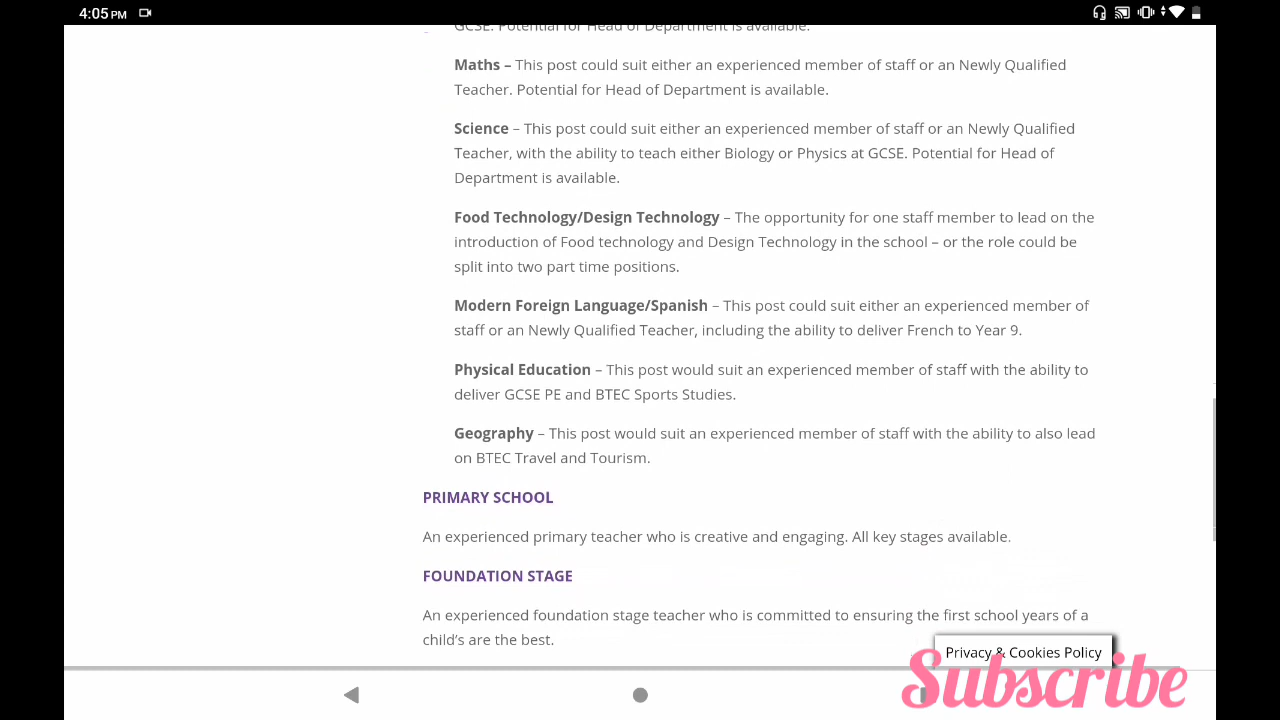 4:05 PM
GCSE. Potential for Head of Department is available.
Maths – This post could suit either an experienced member of staff or an Newly Qualified
Teacher. Potential for Head of Department is available.
Science – This post could suit either an experienced member of staff or an Newly Qualified
Teacher, with the ability to teach either Biology or Physics at GCSE. Potential for Head of
Department is available.
Food Technology/Design Technology – The opportunity for one staff member to lead on the
introduction of Food technology and Design Technology in the school – or the role could be
split into two part time positions.
Modern Foreign Language/Spanish – This post could suit either an experienced member of
staff or an Newly Qualified Teacher, including the ability to deliver French to Year 9.
Physical Education – This post would suit an experienced member of staff with the ability to
deliver GCSE PE and BTEC Sports Studies.
Geography – This post would suit an experienced member of staff with the ability to also lead
on BTEC Travel and Tourism.
PRIMARY SCHOOL
An experienced primary teacher who is creative and engaging. All key stages available.
FOUNDATION STAGE
An experienced foundation stage teacher who is committed to ensuring the first school years of a
child’s are the best.
Privacy & Cookies Policy
Subscribe